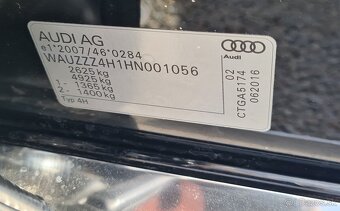 AUDI AG
e1*2007/46*0284
WAUZZZ4H1HN001056
2625 kg
4925 kg
1 - 1365 kg
2 - 1400 kg
Typ 4H
Audi
02
CTGA5174
062016